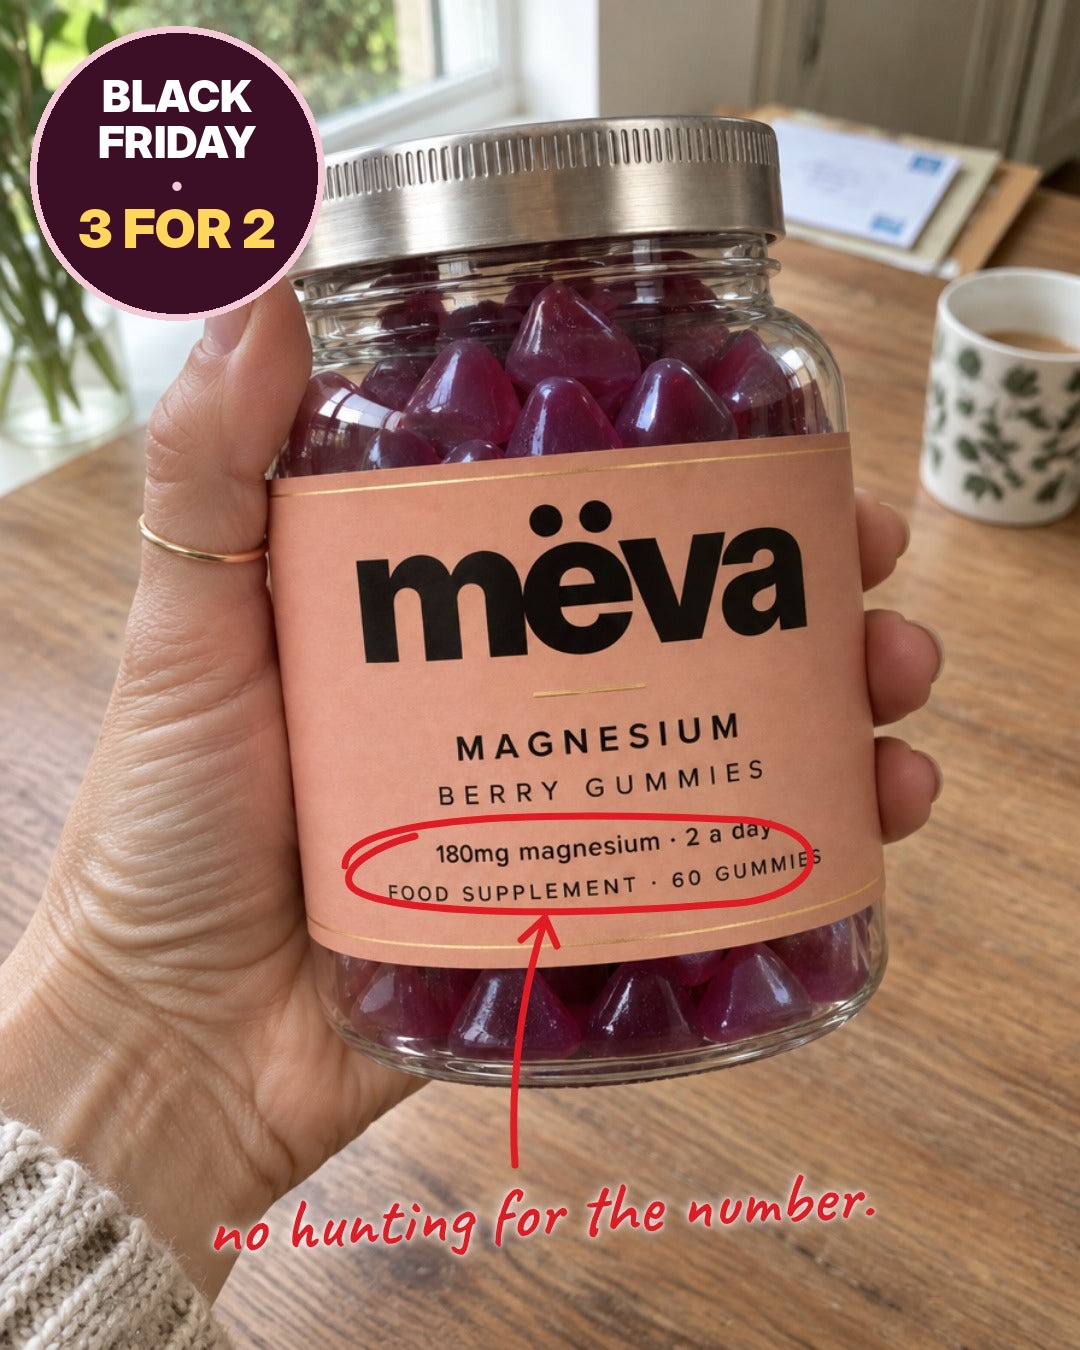 BLACK
FRIDAY
·
3 FOR 2
mëva
MAGNESIUM
BERRY GUMMIES
180mg magnesium · 2 a day
FOOD SUPPLEMENT · 60 GUMMIES
no hunting for the number.